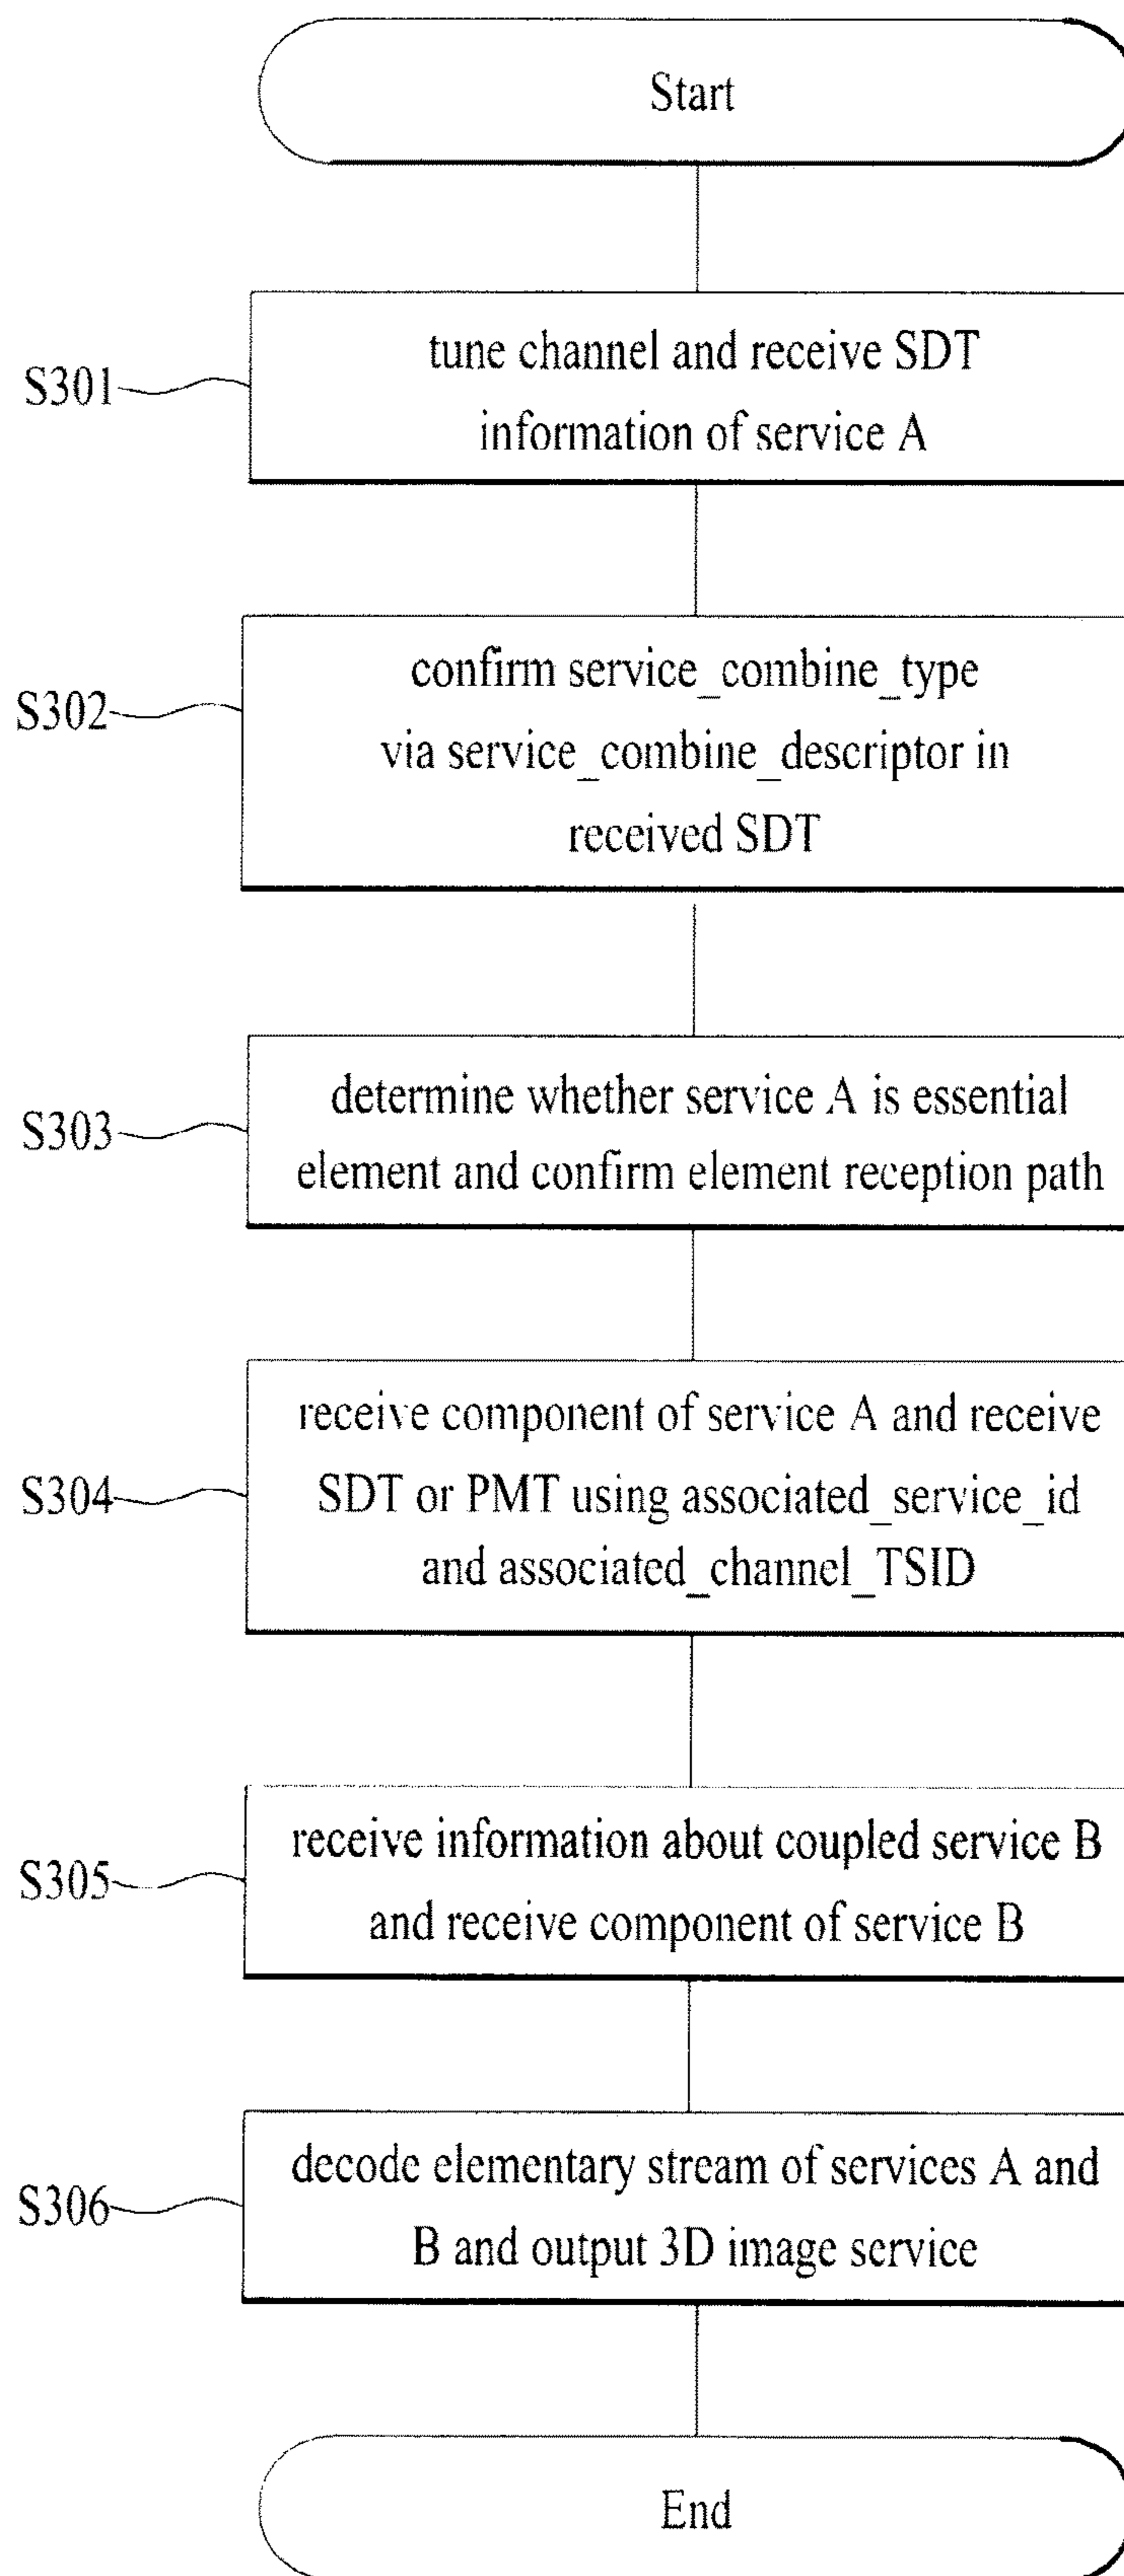 Start
S301
tune channel and receive SDT
information of service A
S302
confirm service_combine_type
via service_combine_descriptor in
received SDT
S303
determine whether service A is essential
element and confirm element reception path
S304
receive component of service A and receive
SDT or PMT using associated_service_id
and associated_channel_TSID
S305
receive information about coupled service B
and receive component of service B
S306
decode elementary stream of services A and
B and output 3D image service
End